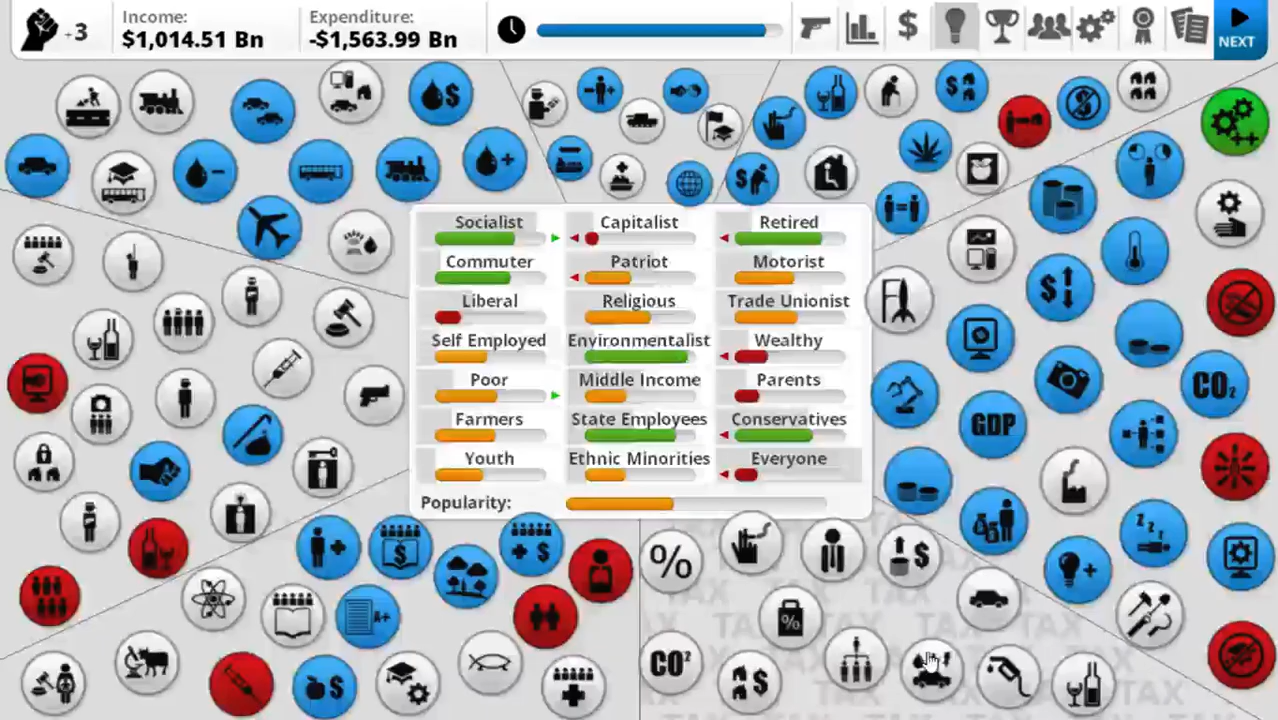 Income:
$1,014.51 Bn
Expenditure:
-$1,563.99 Bn
+3
NEXT
Socialist
Capitalist
Retired
Commuter
Patriot
Motorist
Liberal
Religious
Trade Unionist
Self Employed
Environmentalist
Wealthy
Poor
Middle Income
Parents
Farmers
State Employees
Conservatives
Youth
Ethnic Minorities
Everyone
Popularity:
GDP
CO₂
CO²
A+
TAX TAX
TAX